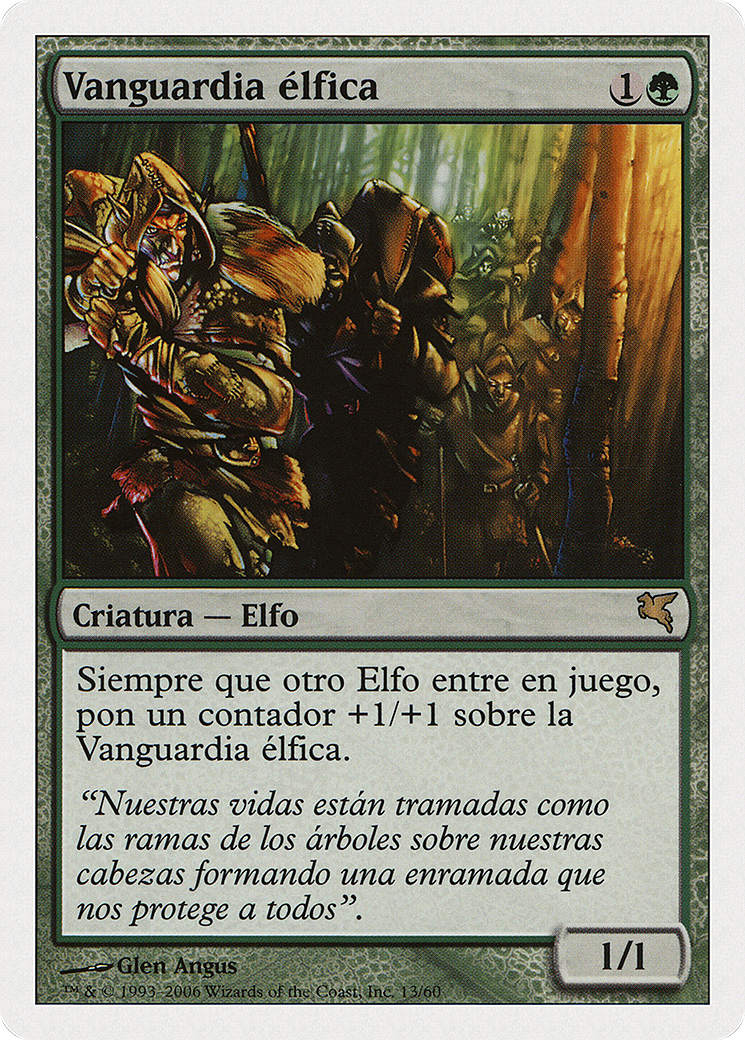 Vanguardia élfica 1
Criatura — Elfo
Siempre que otro Elfo entre en juego,
pon un contador +1/+1 sobre la
Vanguardia élfica.
“Nuestras vidas están tramadas como
las ramas de los árboles sobre nuestras
cabezas formando una enramada que
nos protege a todos”.
1/1
Glen Angus
™ & © 1993–2006 Wizards of the Coast, Inc. 13/60